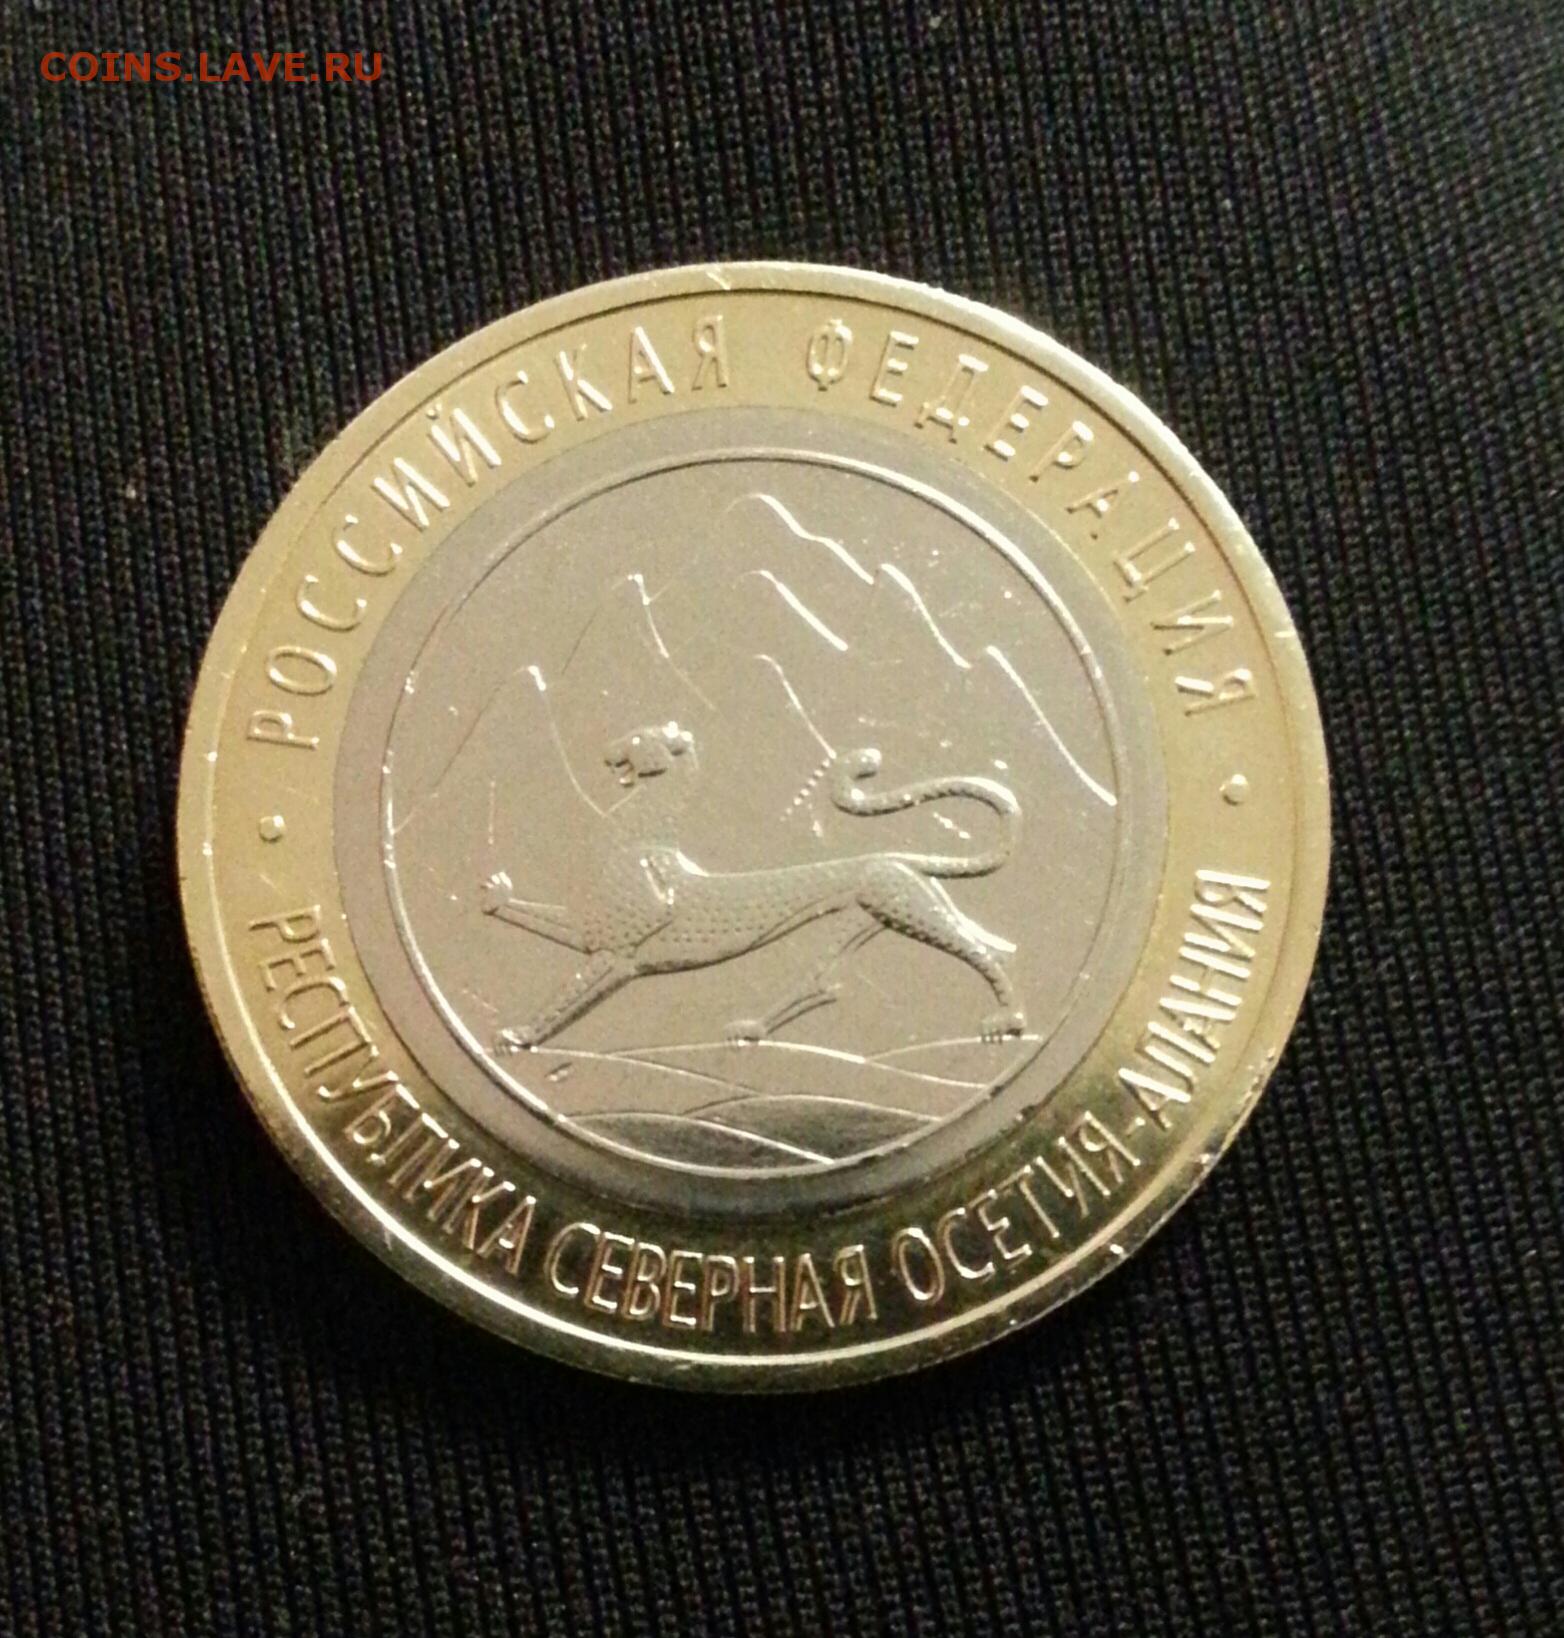 COINS.LAVE.RU
РОССИЙСКАЯ ФЕДЕРАЦИЯ
• РЕСПУБЛИКА СЕВЕРНАЯ ОСЕТИЯ-АЛАНИЯ •